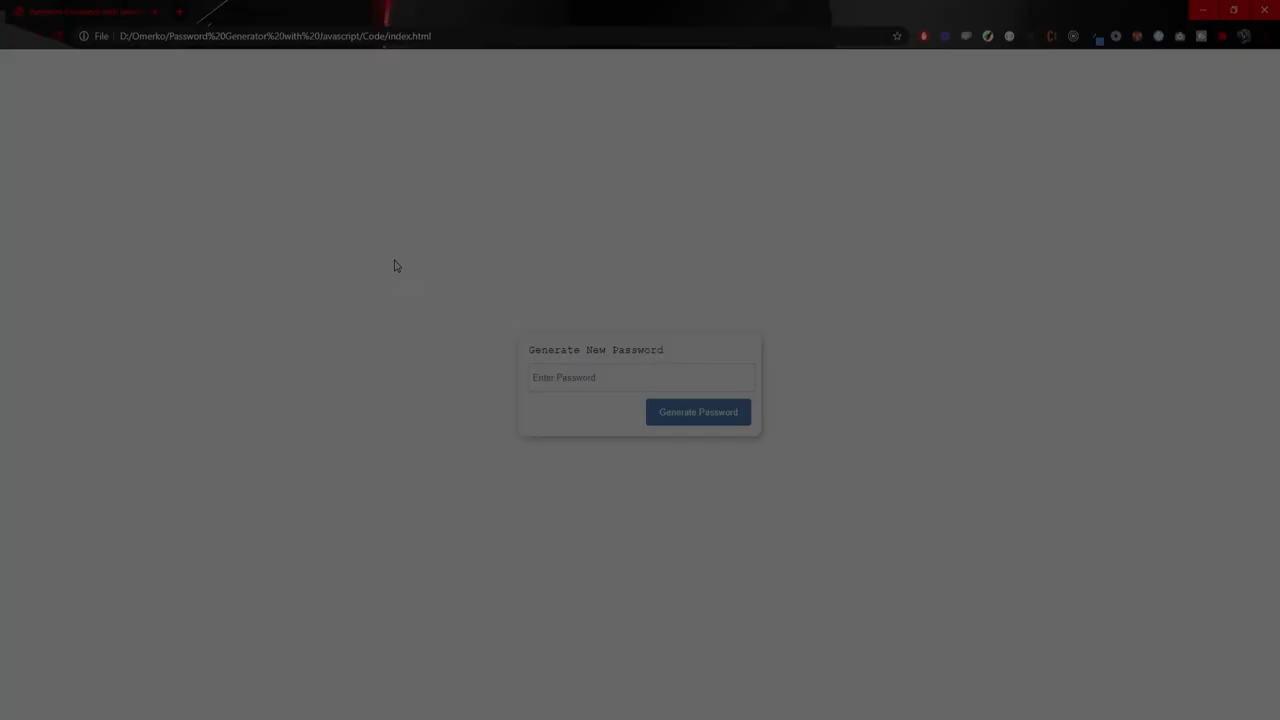 File D:/Omerko/Password%20Generator%20with%20Javascript/Code/index.html
Generate New Password
Enter Password
Generate Password